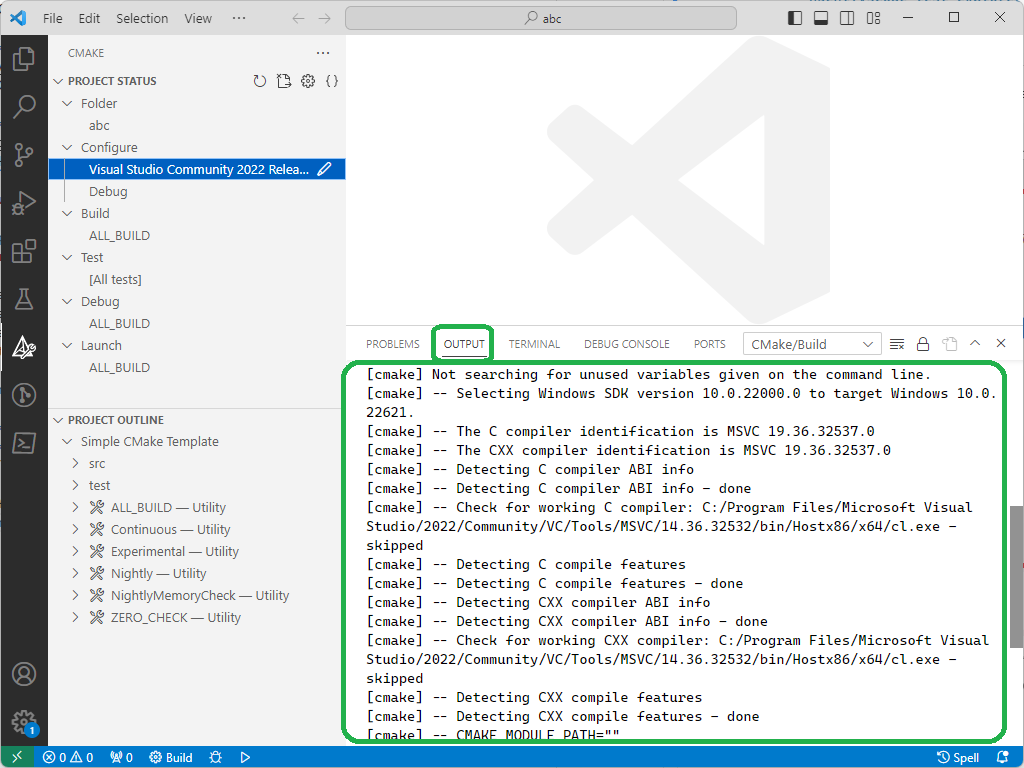 File Edit Selection View ··· abc
CMAKE ···
PROJECT STATUS
Folder
abc
Configure
Visual Studio Community 2022 Relea...
Debug
Build
ALL_BUILD
Test
[All tests]
Debug
ALL_BUILD
Launch
ALL_BUILD
PROJECT OUTLINE
Simple CMake Template
src
test
ALL_BUILD — Utility
Continuous — Utility
Experimental — Utility
Nightly — Utility
NightlyMemoryCheck — Utility
ZERO_CHECK — Utility
PROBLEMS OUTPUT TERMINAL DEBUG CONSOLE PORTS CMake/Build
[cmake] Not searching for unused variables given on the command line.
[cmake] -- Selecting Windows SDK version 10.0.22000.0 to target Windows 10.0.
22621.
[cmake] -- The C compiler identification is MSVC 19.36.32537.0
[cmake] -- The CXX compiler identification is MSVC 19.36.32537.0
[cmake] -- Detecting C compiler ABI info
[cmake] -- Detecting C compiler ABI info - done
[cmake] -- Check for working C compiler: C:/Program Files/Microsoft Visual
Studio/2022/Community/VC/Tools/MSVC/14.36.32532/bin/Hostx86/x64/cl.exe -
skipped
[cmake] -- Detecting C compile features
[cmake] -- Detecting C compile features - done
[cmake] -- Detecting CXX compiler ABI info
[cmake] -- Detecting CXX compiler ABI info - done
[cmake] -- Check for working CXX compiler: C:/Program Files/Microsoft Visual
Studio/2022/Community/VC/Tools/MSVC/14.36.32532/bin/Hostx86/x64/cl.exe -
skipped
[cmake] -- Detecting CXX compile features
[cmake] -- Detecting CXX compile features - done
[cmake] -- CMAKE_MODULE_PATH=""
1
0 0 0 Build Spell